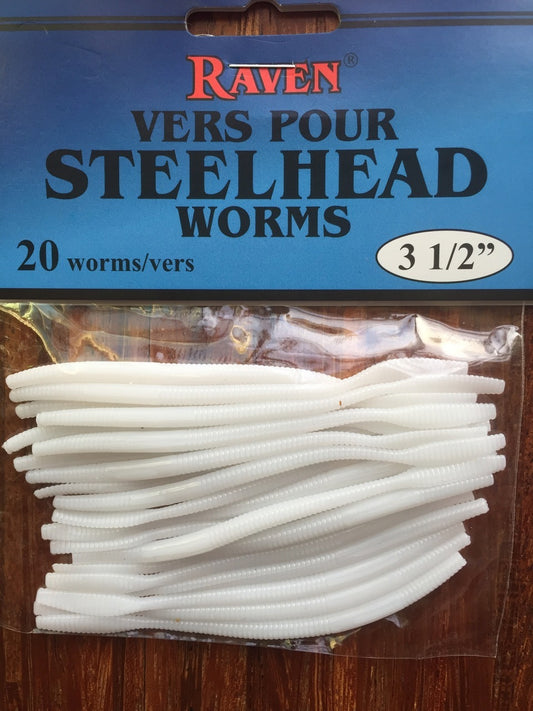 RAVEN®
VERS POUR
STEELHEAD
WORMS
20 worms/vers
3 1/2”